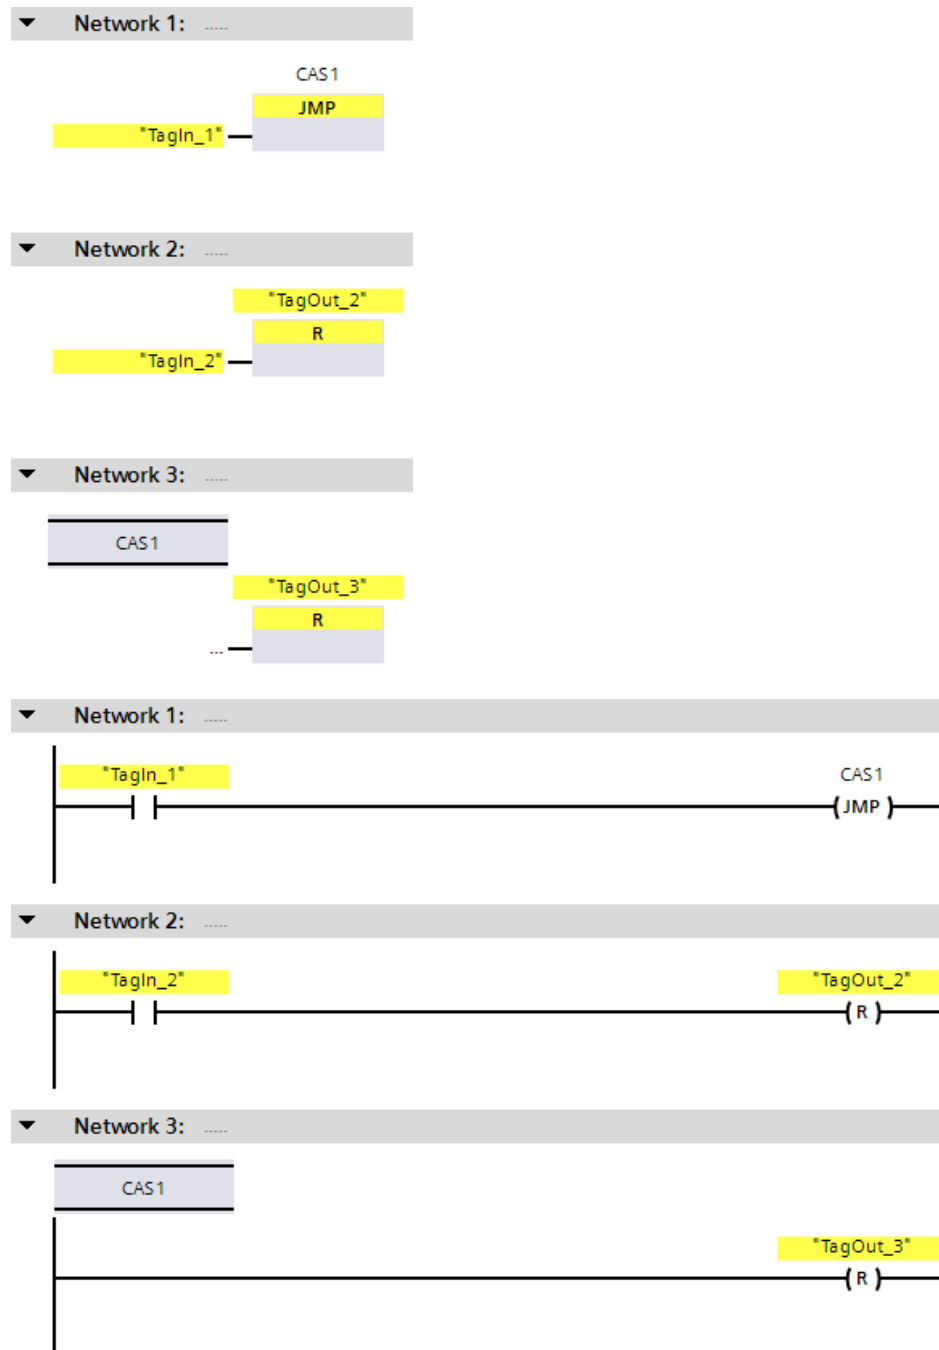 Network 1: .....
CAS1
JMP
"TagIn_1"
Network 2: .....
"TagOut_2"
R
"TagIn_2"
Network 3: .....
CAS1
"TagOut_3"
R
...
Network 1: .....
"TagIn_1" CAS1
JMP
Network 2: .....
"TagIn_2" "TagOut_2"
R
Network 3: .....
CAS1
"TagOut_3"
R